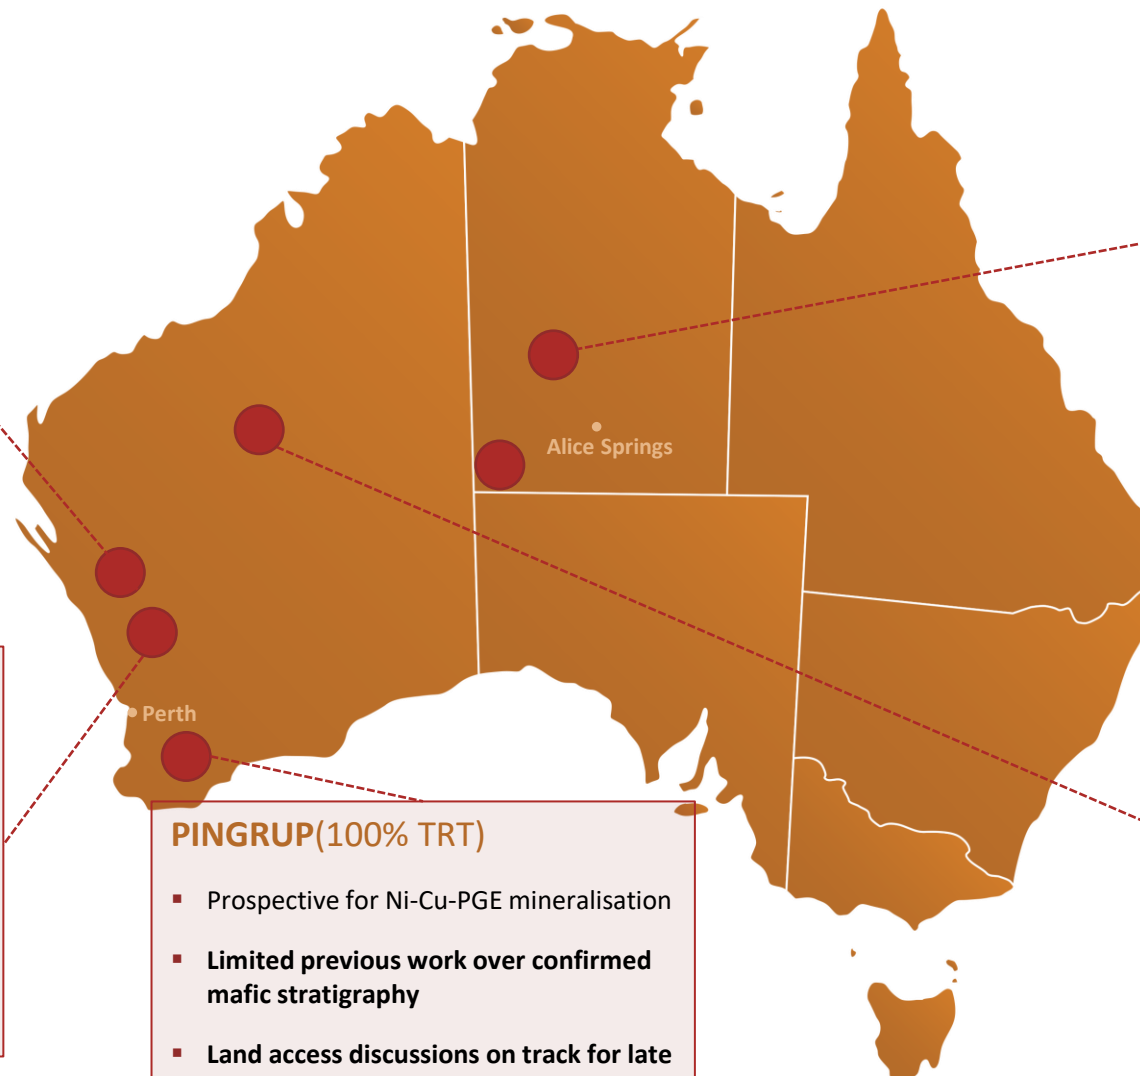 Alice Springs
Perth
PINGRUP(100% TRT)
▪ Prospective for Ni-Cu-PGE mineralisation
▪ Limited previous work over confirmed
mafic stratigraphy
▪ Land access discussions on track for late